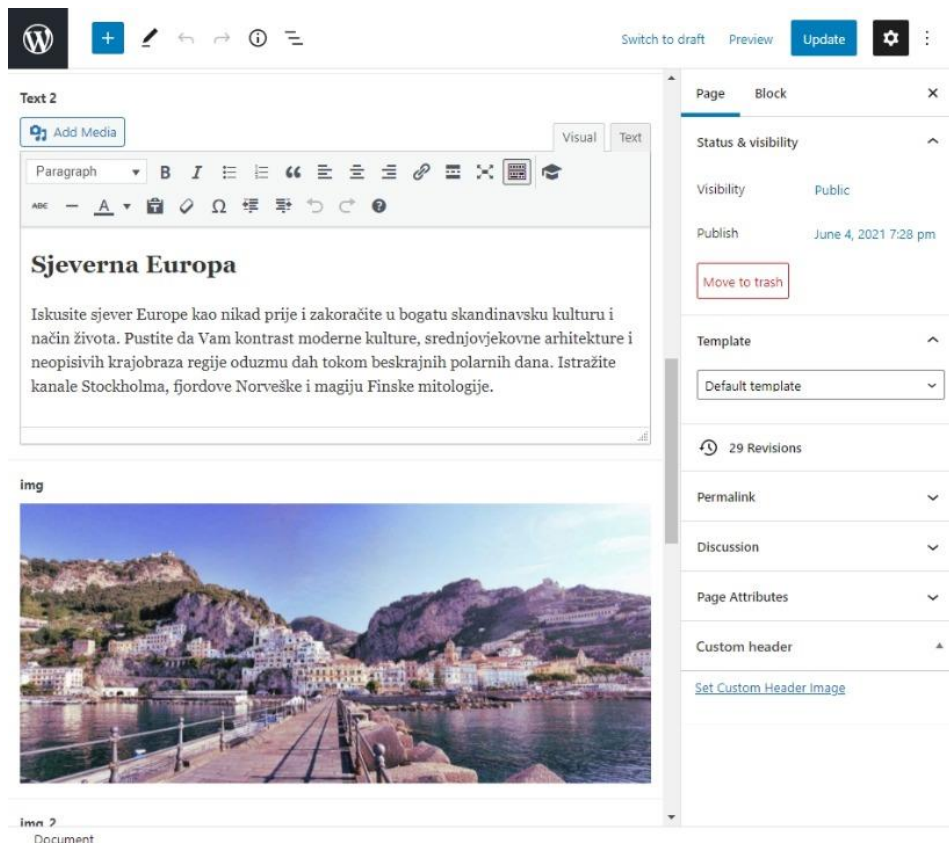 Switch to draft Preview Update
Text 2
Add Media
Visual Text
Paragraph B I
ABC A Ω
Sjeverna Europa
Iskusite sjever Europe kao nikad prije i zakoračite u bogatu skandinavsku kulturu i
način života. Pustite da Vam kontrast moderne kulture, srednjovjekovne arhitekture i
neopisivih krajobraza regije oduzmu dah tokom beskrajnih polarnih dana. Istražite
kanale Stockholma, fjordove Norveške i magiju Finske mitologije.
img
img 2
Document
Page Block
Status & visibility
Visibility Public
Publish June 4, 2021 7:28 pm
Move to trash
Template
Default template
29 Revisions
Permalink
Discussion
Page Attributes
Custom header
Set Custom Header Image